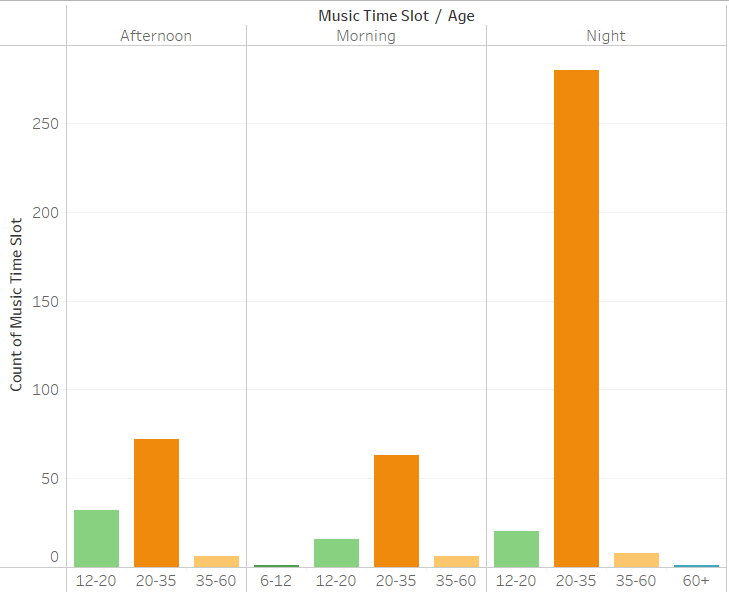 Music Time Slot / Age
Afternoon Morning Night
Count of Music Time Slot
250
200
150
100
50
0
12-20 20-35 35-60 6-12 12-20 20-35 35-60 12-20 20-35 35-60 60+